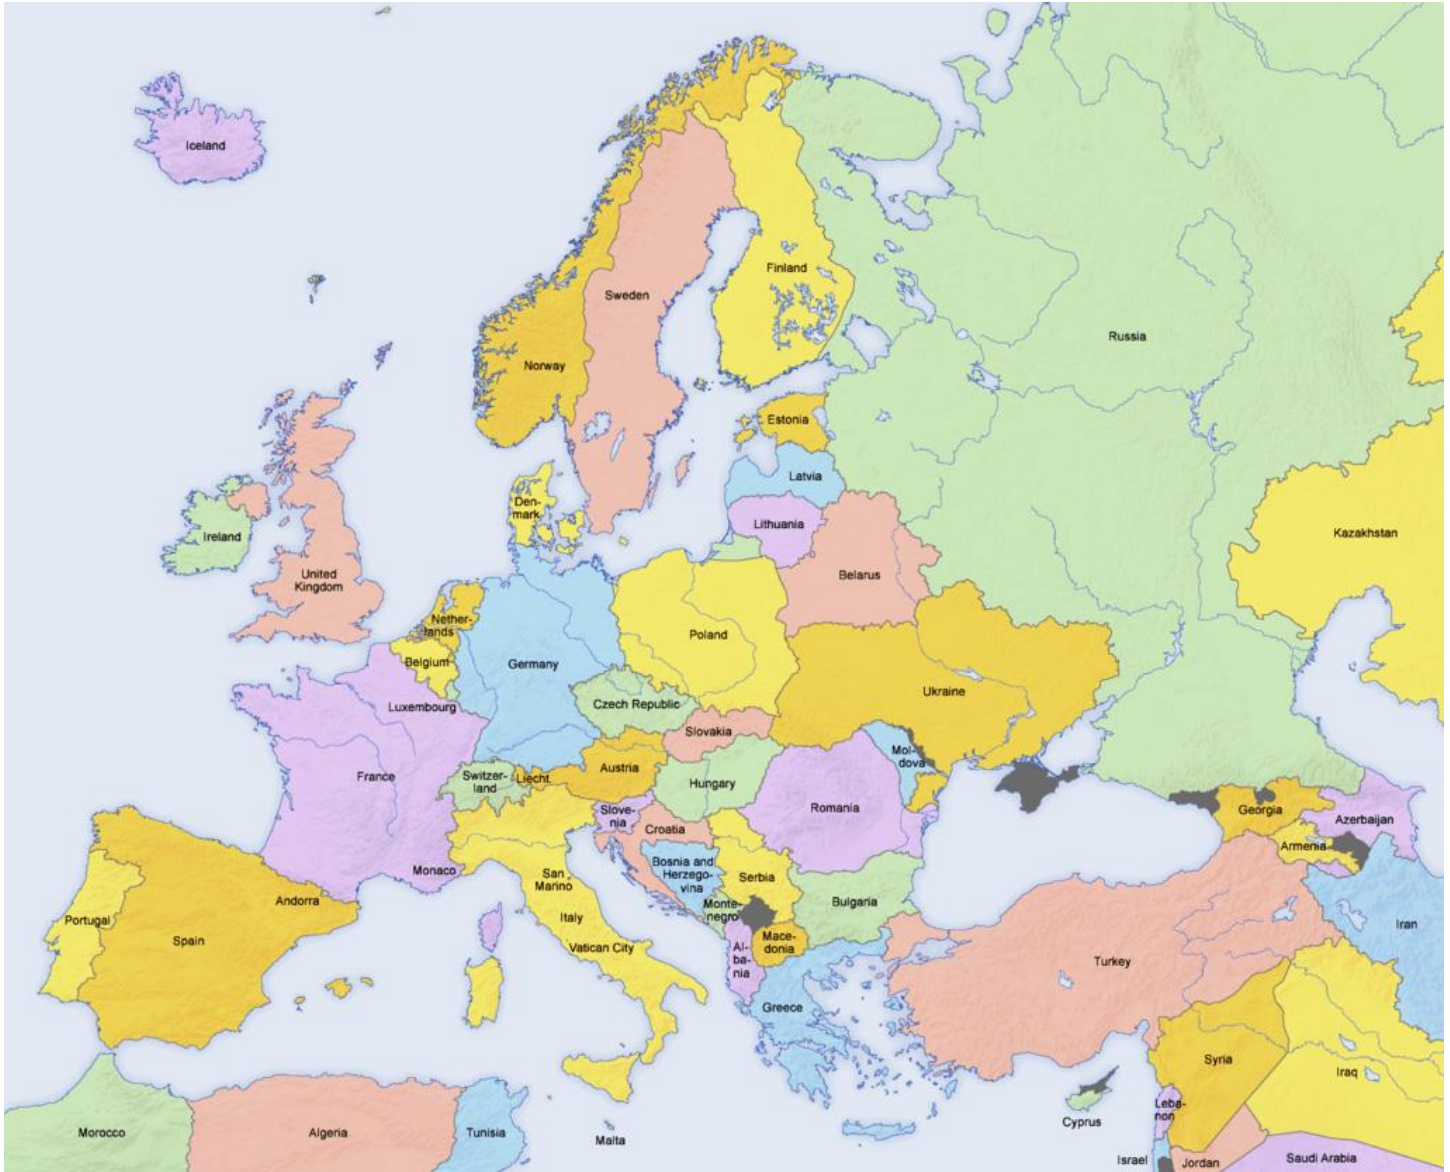 Iceland
Finland
Sweden
Russia
Norway
Estonia
Latvia
Den-
mark
Lithuania
Ireland
Kazakhstan
United
Kingdom
Belarus
Nether-
lands
Poland
Belgium
Germany
Ukraine
Luxembourg
Czech Republic
Slovakia
Mol-
dova
France
Switzer-
land
Liecht.
Austria
Hungary
Romania
Slove-
nia
Croatia
Georgia
Azerbaijan
Armenia
Monaco
San
Marino
Bosnia and
Herzego-
vina
Serbia
Andorra
Monte-
negro
Bulgaria
Portugal
Spain
Italy
Vatican City
Al-
ba-
nia
Mace-
donia
Iran
Turkey
Greece
Syria
Iraq
Leba-
non
Cyprus
Morocco
Algeria
Tunisia
Malta
Israel
Jordan
Saudi Arabia